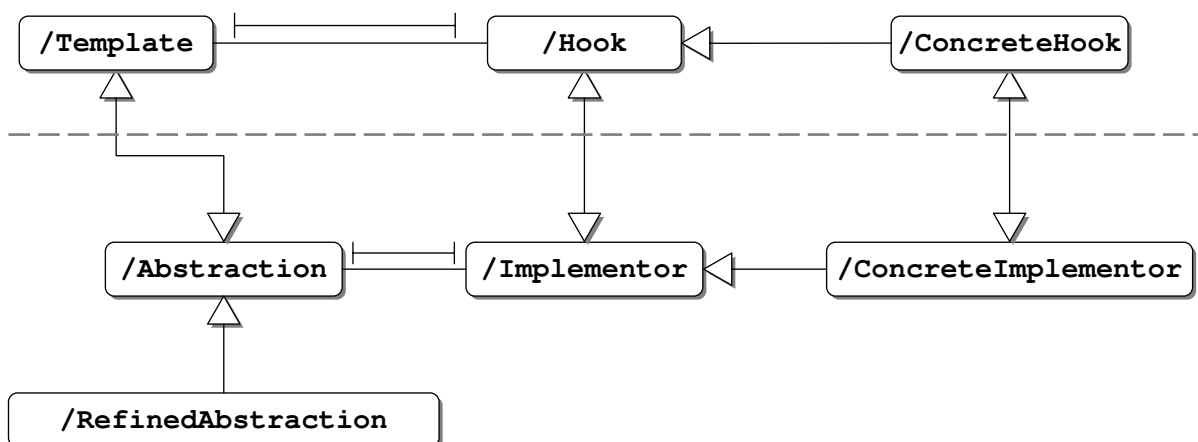 /Template
/Hook
/ConcreteHook
/Abstraction
/Implementor
/ConcreteImplementor
/RefinedAbstraction